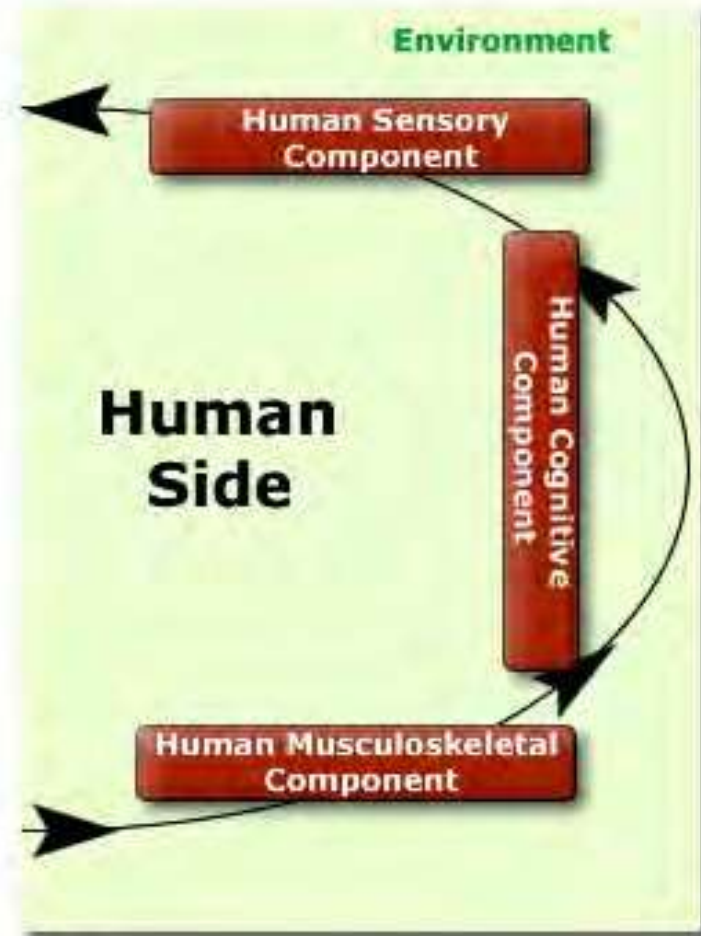 Environment
Human Sensory
Component
Human Cognitive
Component
Human
Side
Human Musculoskeletal
Component